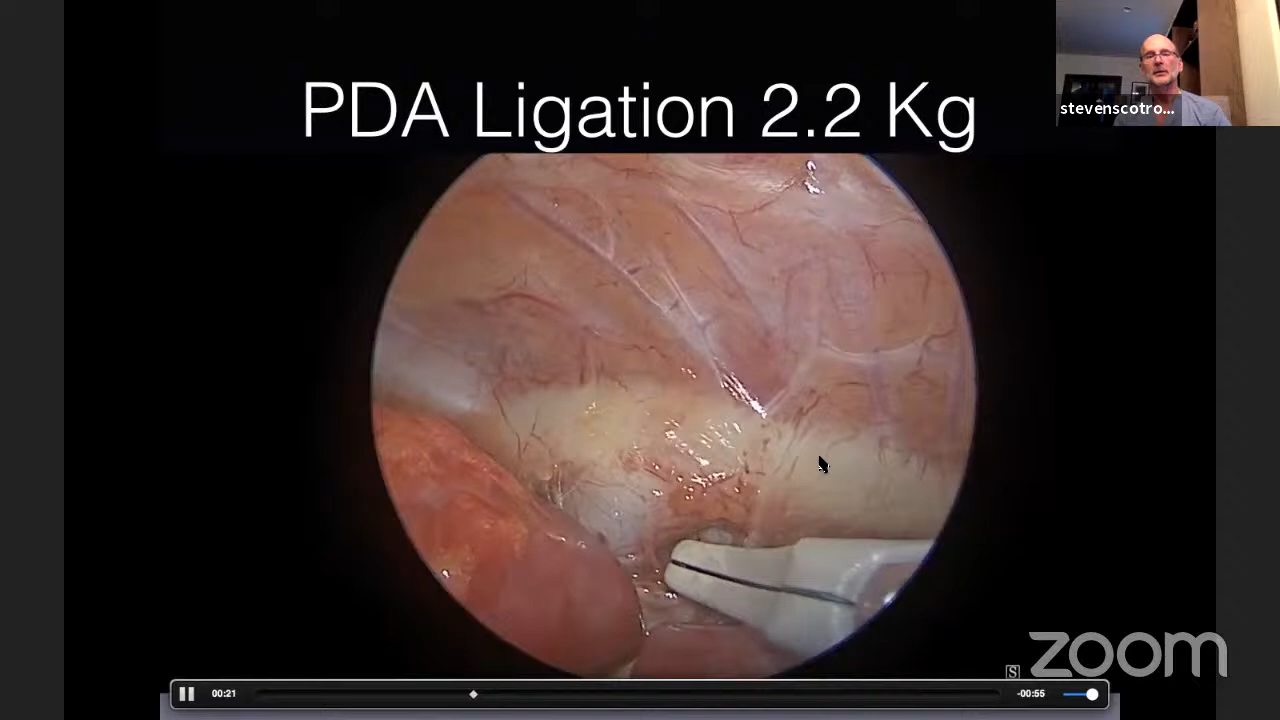 PDA Ligation 2.2 Kg
stevenscotro...
S
zoom
00:21
-00:55